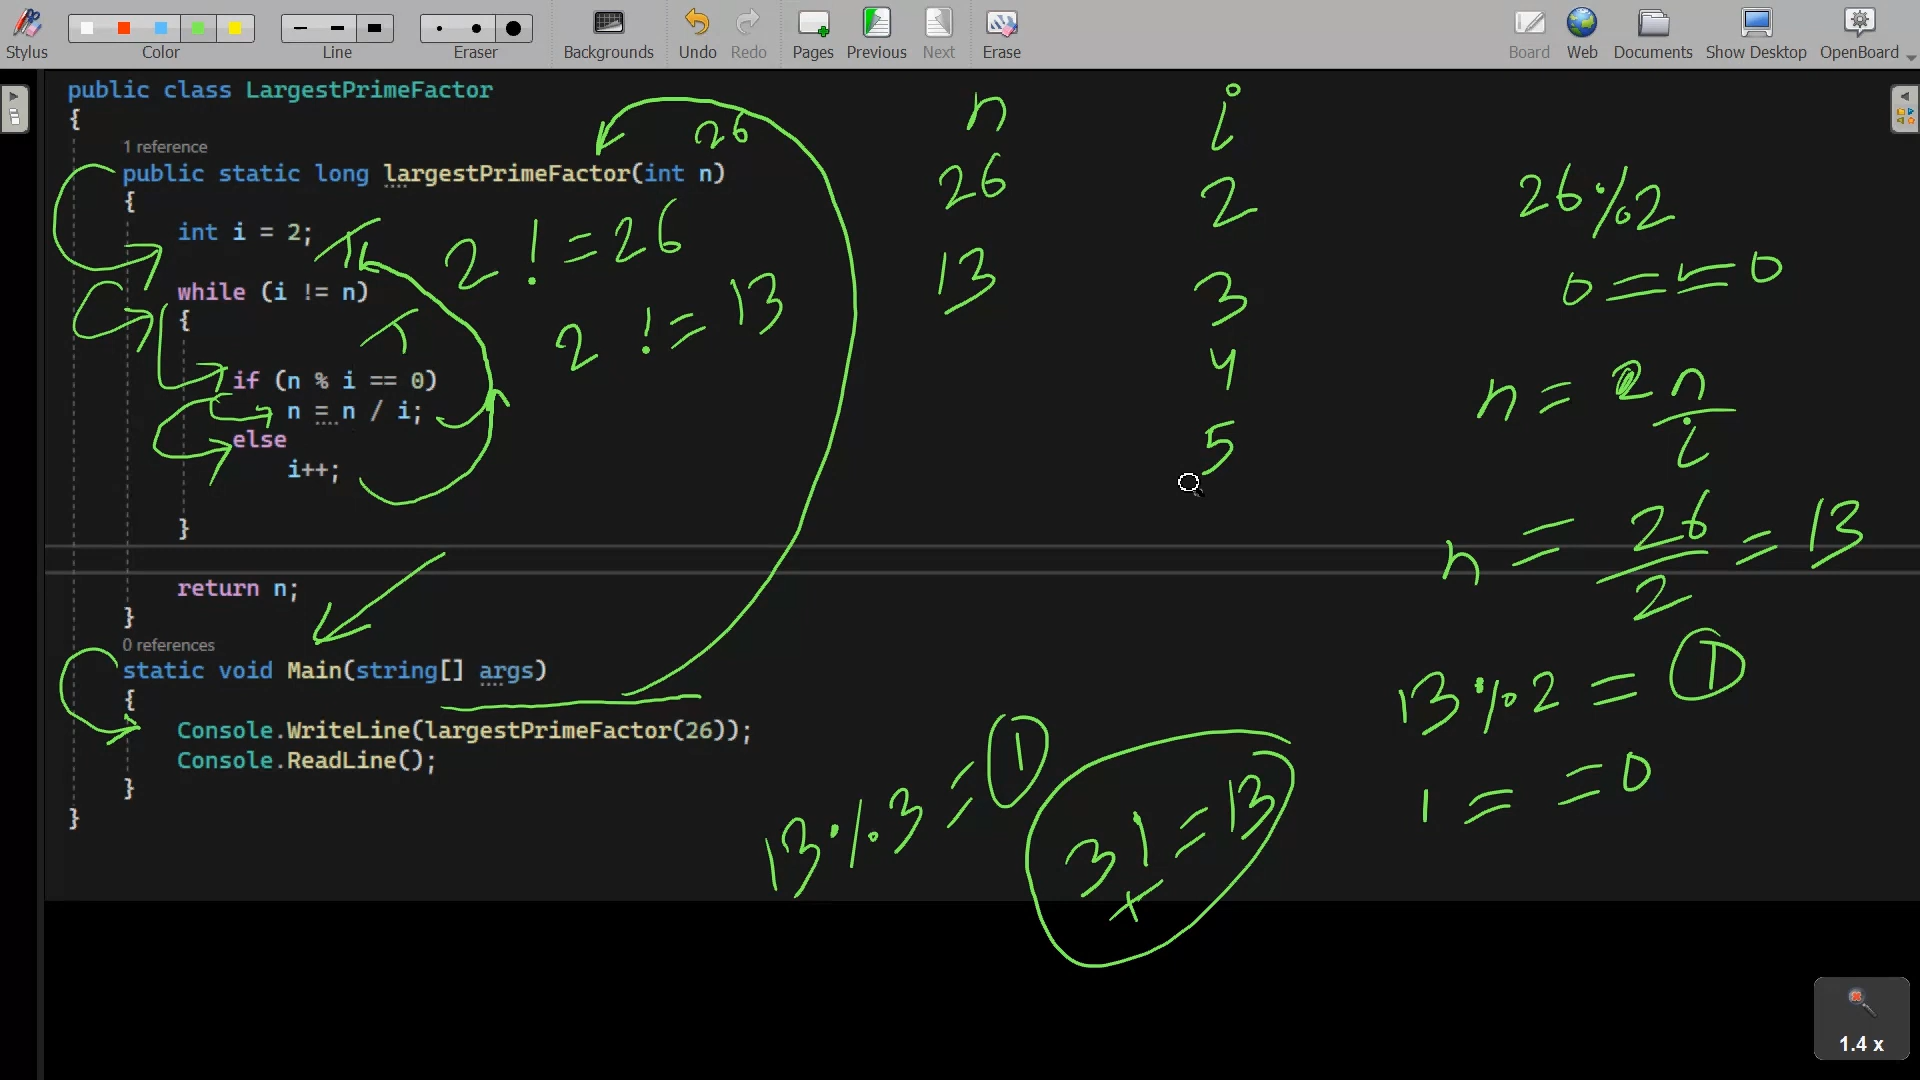 Stylus
Color
Line
Eraser
Backgrounds
Undo
Redo
Pages
Previous
Next
Erase
Board
Web
Documents
Show Desktop
OpenBoard
public class LargestPrimeFactor
{
1 reference
public static long largestPrimeFactor(int n)
{
int i = 2;
while (i != n)
{
if (n % i == 0)
n = n / i;
else
i++;
}
return n;
}
0 references
static void Main(string[] args)
{
Console.WriteLine(largestPrimeFactor(26));
Console.ReadLine();
}
}
26
2 != 26
2 != 13
T
T
n
26
13
i
2
3
4
5
26%2
0 == 0
n = n
i
n = 26 = 13
2
13%2 = 1
1 == 0
13%3 = 1
3 != 13
1.4 x